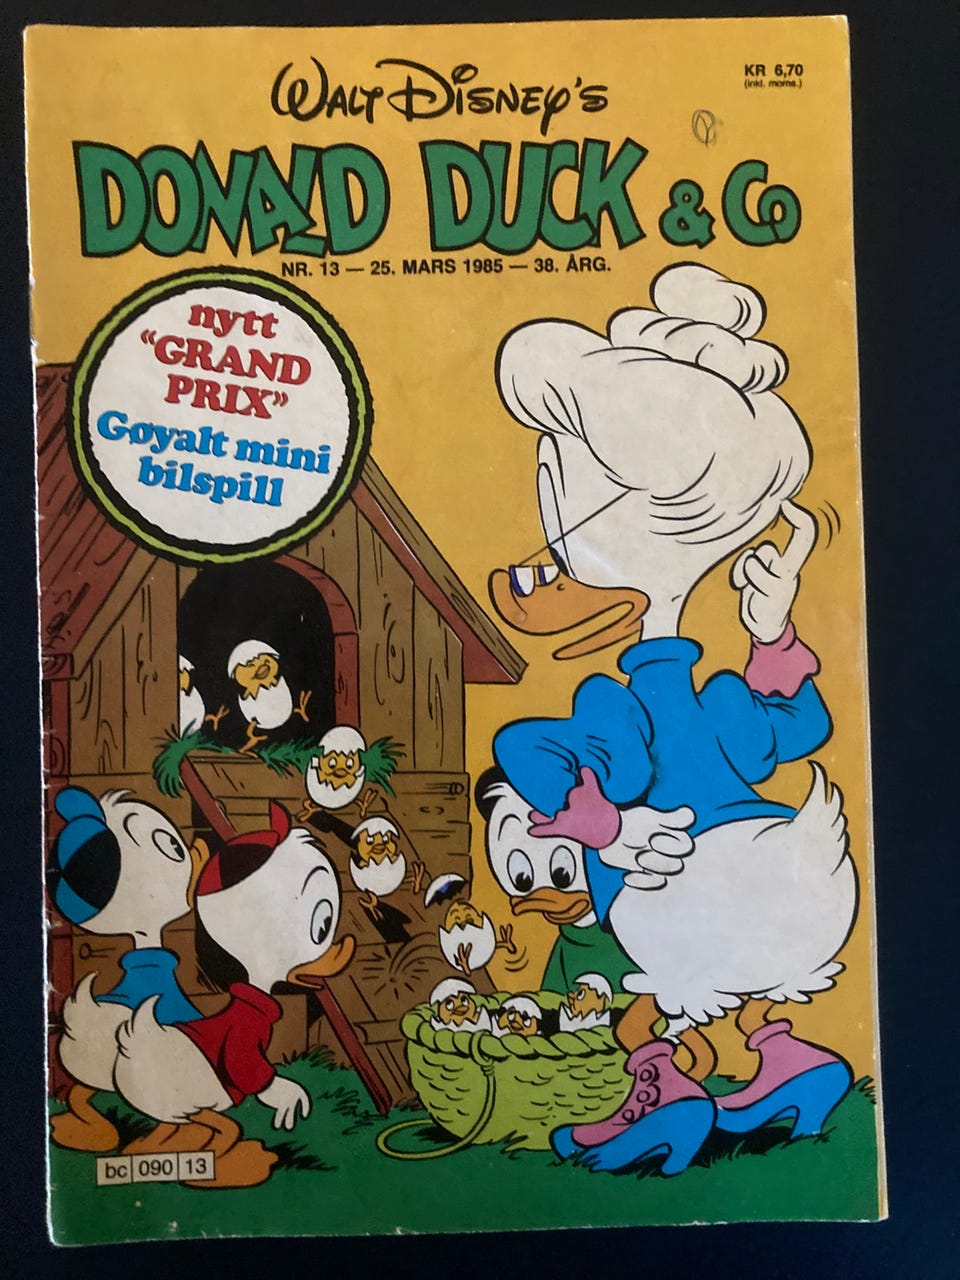 Walt Disney's
KR 6,70
(inkl. moms.)
DONALD DUCK & Co
NR. 13 — 25. MARS 1985 — 38. ÅRG.
nytt
“GRAND
PRIX”
Gøyalt mini
bilspill
bc 090 13